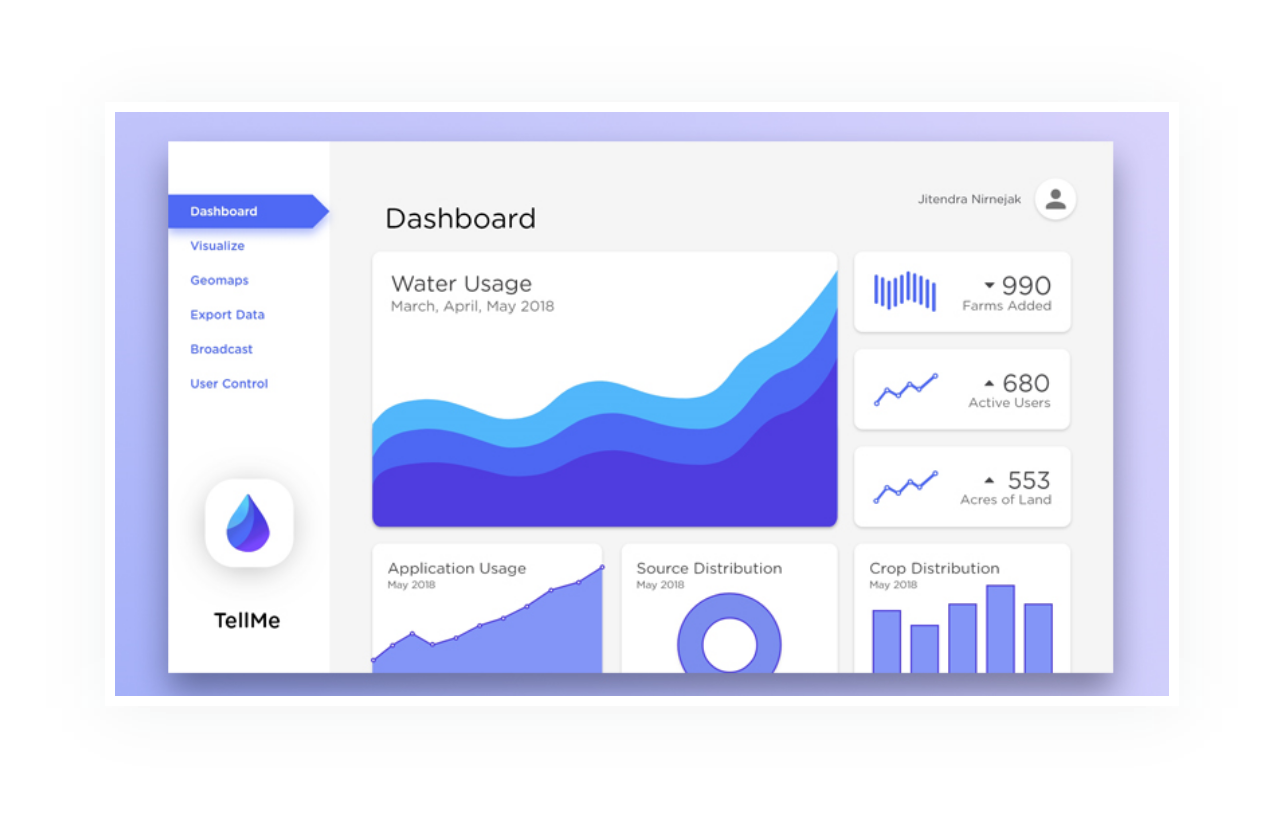 Dashboard
Visualize
Geomaps
Export Data
Broadcast
User Control
TellMe
Jitendra Nirnejak
Dashboard
Water Usage
March, April, May 2018
990
Farms Added
680
Active Users
553
Acres of Land
Application Usage
May 2018
Source Distribution
May 2018
Crop Distribution
May 2018